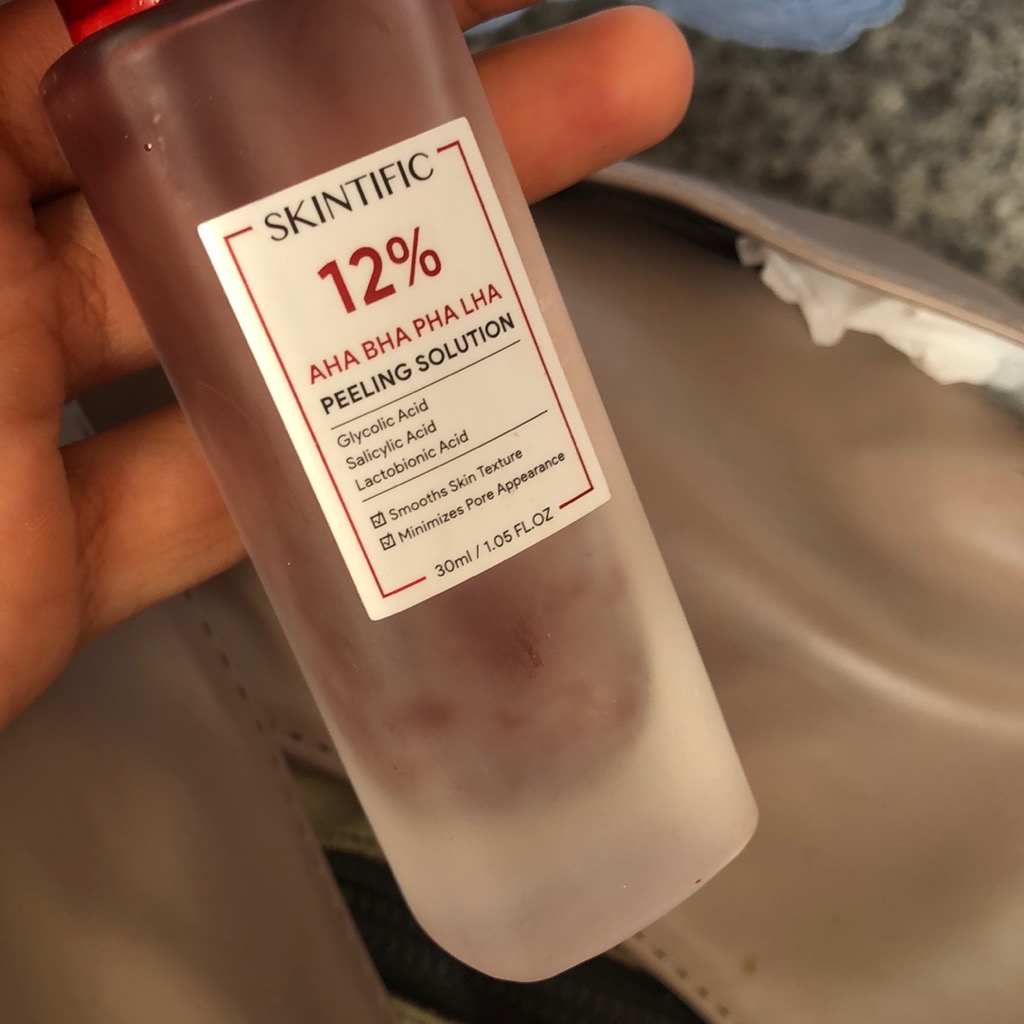 SKINTIFIC
12%
AHA BHA PHA LHA
PEELING SOLUTION
Glycolic Acid
Salicylic Acid
Lactobionic Acid
☑ Smooths Skin Texture
☑ Minimizes Pore Appearance
30ml / 1.05 FL.OZ